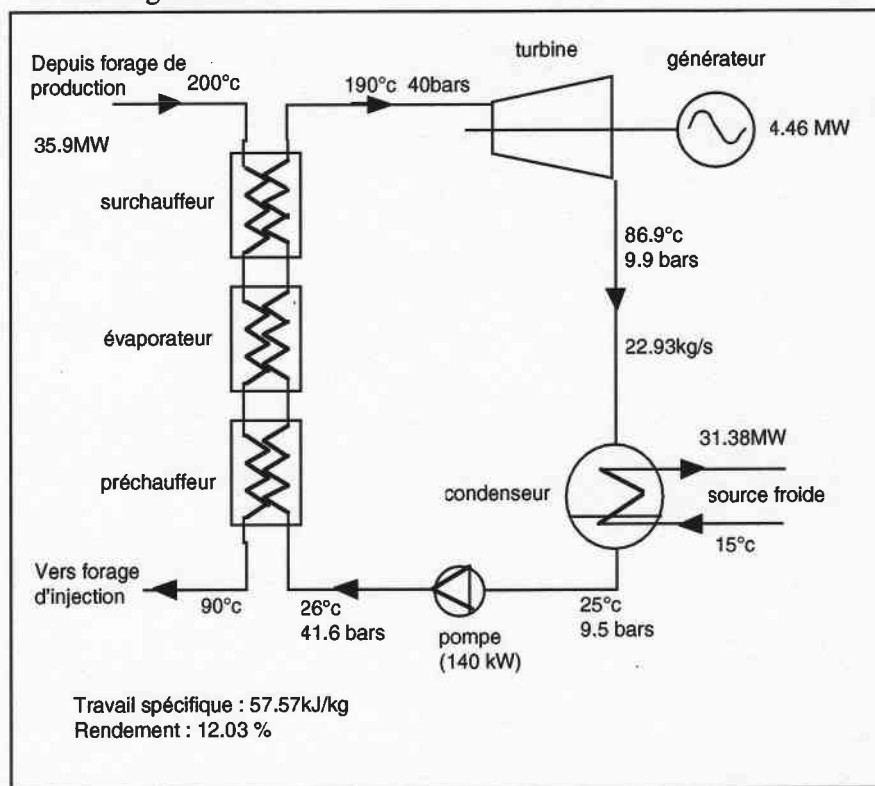 Depuis forage de
production
200°c
35.9MW
190°c 40bars
turbine
générateur
4.46 MW
surchauffeur
86.9°c
9.9 bars
évaporateur
22.93kg/s
31.38MW
préchauffeur
condenseur
source froide
15°c
Vers forage
d'injection
90°c
26°c
41.6 bars
pompe
(140 kW)
25°c
9.5 bars
Travail spécifique : 57.57kJ/kg
Rendement : 12.03 %